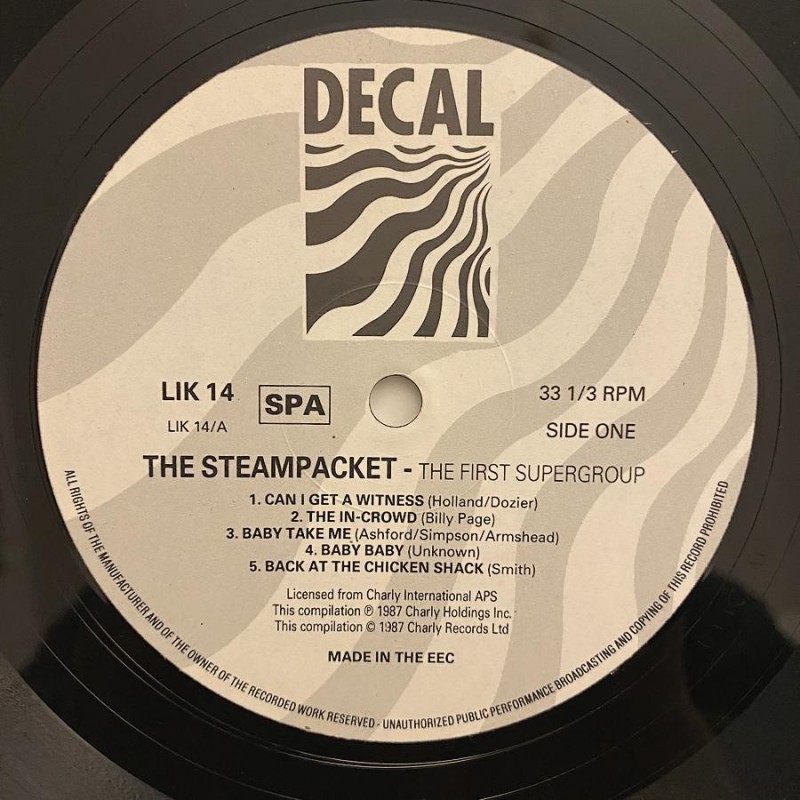 DECAL
LIK 14
SPA
33 1/3 RPM
LIK 14/A
SIDE ONE
THE STEAMPACKET - THE FIRST SUPERGROUP
1. CAN I GET A WITNESS (Holland/Dozier)
2. THE IN-CROWD (Billy Page)
3. BABY TAKE ME (Ashford/Simpson/Armshead)
4. BABY BABY (Unknown)
5. BACK AT THE CHICKEN SHACK (Smith)
Licensed from Charly International APS
This compilation ℗ 1987 Charly Holdings Inc.
This compilation © 1987 Charly Records Ltd
MADE IN THE EEC
ALL RIGHTS OF THE MANUFACTURER AND OF THE OWNER OF THE RECORDED WORK RESERVED - UNAUTHORIZED PUBLIC PERFORMANCE BROADCASTING AND COPYING OF THIS RECORD PROHIBITED